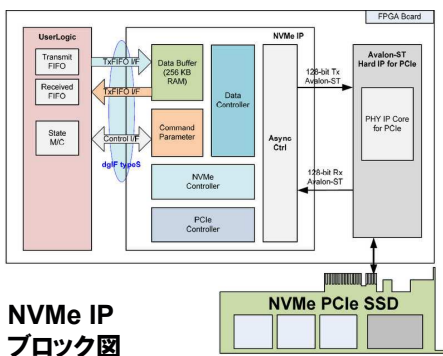 FPGA Board
UserLogic
NVMe IP
Transmit
FIFO
TxFIFO I/F
Data Buffer
(256 KB
RAM)
Data
Controller
128-bit Tx
Avalon-ST
Avalon-ST
Hard IP for PCIe
Received
FIFO
TxFIFO I/F
PHY IP Core
for PCIe
State
M/C
Control I/F
Command
Parameter
Async
Ctrl
dgIF typeS
NVMe
Controller
128-bit Rx
Avalon-ST
PCIe
Controller
NVMe PCIe SSD
NVMe IP
ブロック図